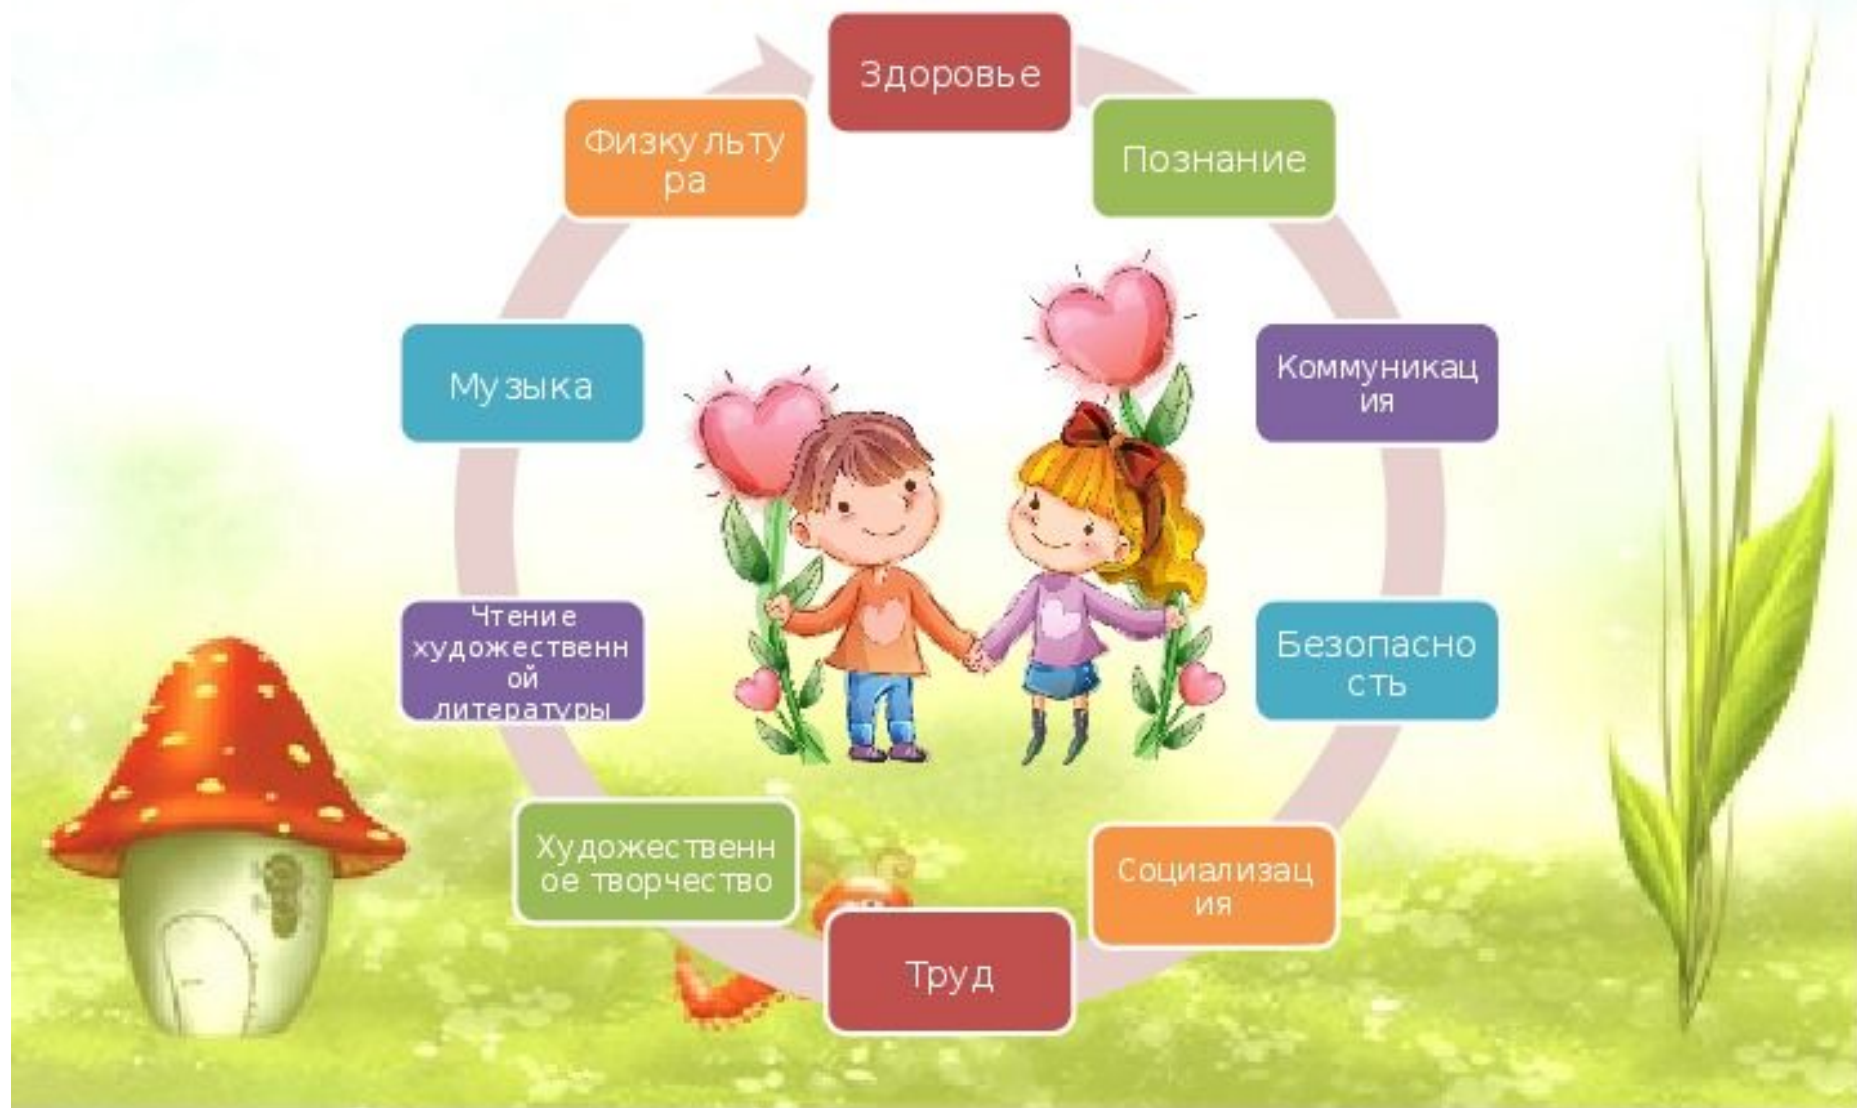 Здоровье
Познание
Коммуникац
ия
Безопасно
сть
Социализац
ия
Труд
Художественн
ое творчество
Чтение
художественн
ой
литературы
Музыка
Физкульту
ра